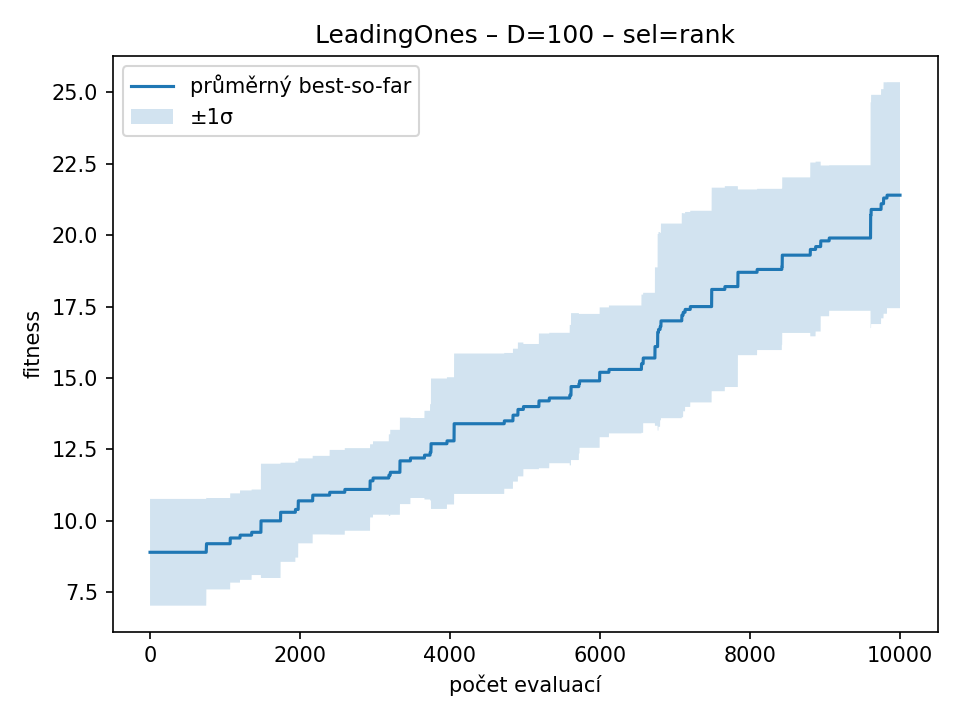 LeadingOnes – D=100 – sel=rank
průměrný best-so-far
±1σ
25.0
22.5
20.0
17.5
15.0
12.5
10.0
7.5
fitness
0 2000 4000 6000 8000 10000
počet evaluací